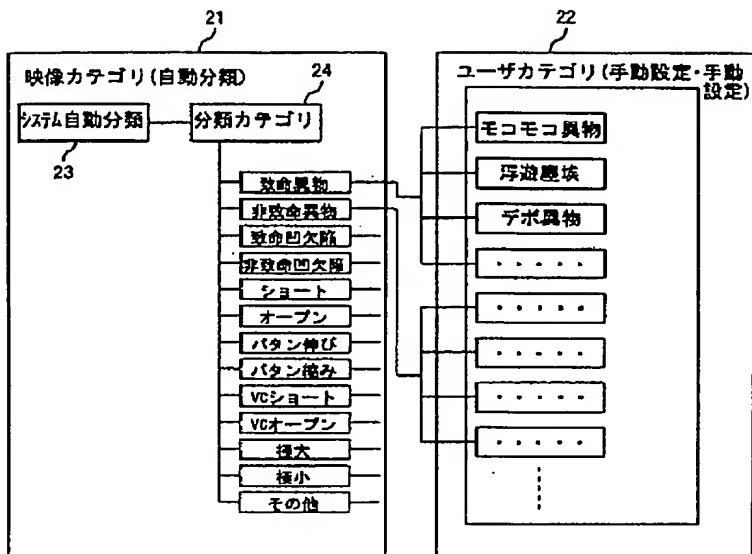 21
22
映像カテゴリ(自動分類)
24
システム自動分類
分類カテゴリ
23
致命異物
非致命異物
致命凹欠陥
非致命凹欠陥
ショート
オープン
パタン伸び
パタン縮み
VCショート
VCオープン
極大
極小
その他
ユーザカテゴリ(手動設定・手動
設定)
モコモコ異物
浮遊塵埃
デポ異物
・・・・・
・・・・・
・・・・・
・・・・・
・・・・・